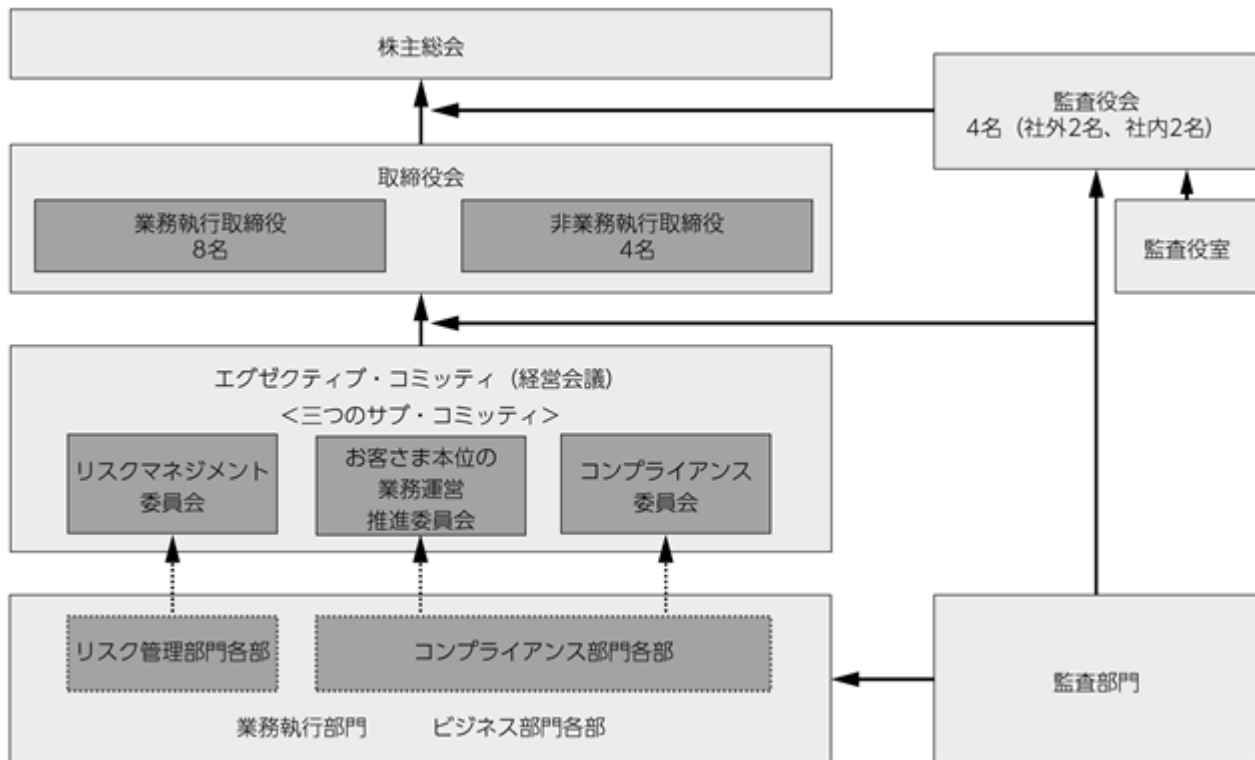 株主総会
監査役会
4名（社外2名、社内2名）
取締役会
業務執行取締役
8名
非業務執行取締役
4名
監査役室
エグゼクティブ・コミッティ（経営会議）
＜三つのサブ・コミッティ＞
リスクマネジメント
委員会
お客さま本位の
業務運営
推進委員会
コンプライアンス
委員会
リスク管理部門各部
コンプライアンス部門各部
監査部門
業務執行部門　ビジネス部門各部